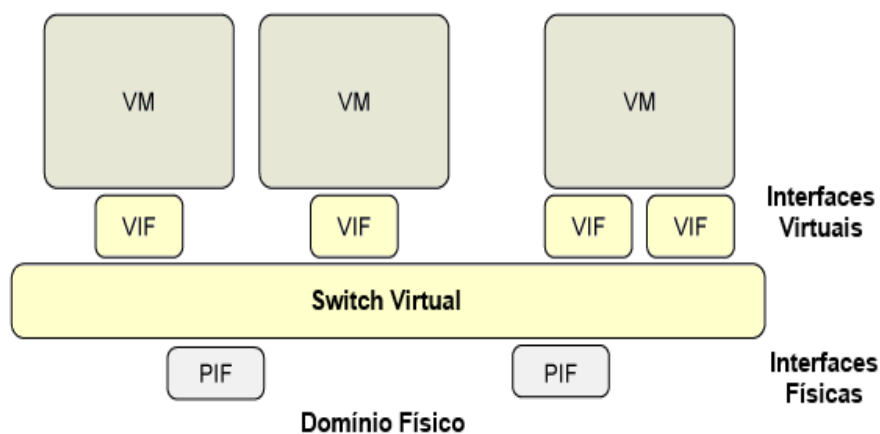 VM VM VM
VIF VIF VIF VIF
Interfaces
Virtuais
Switch Virtual
PIF PIF
Interfaces
Físicas
Domínio Físico